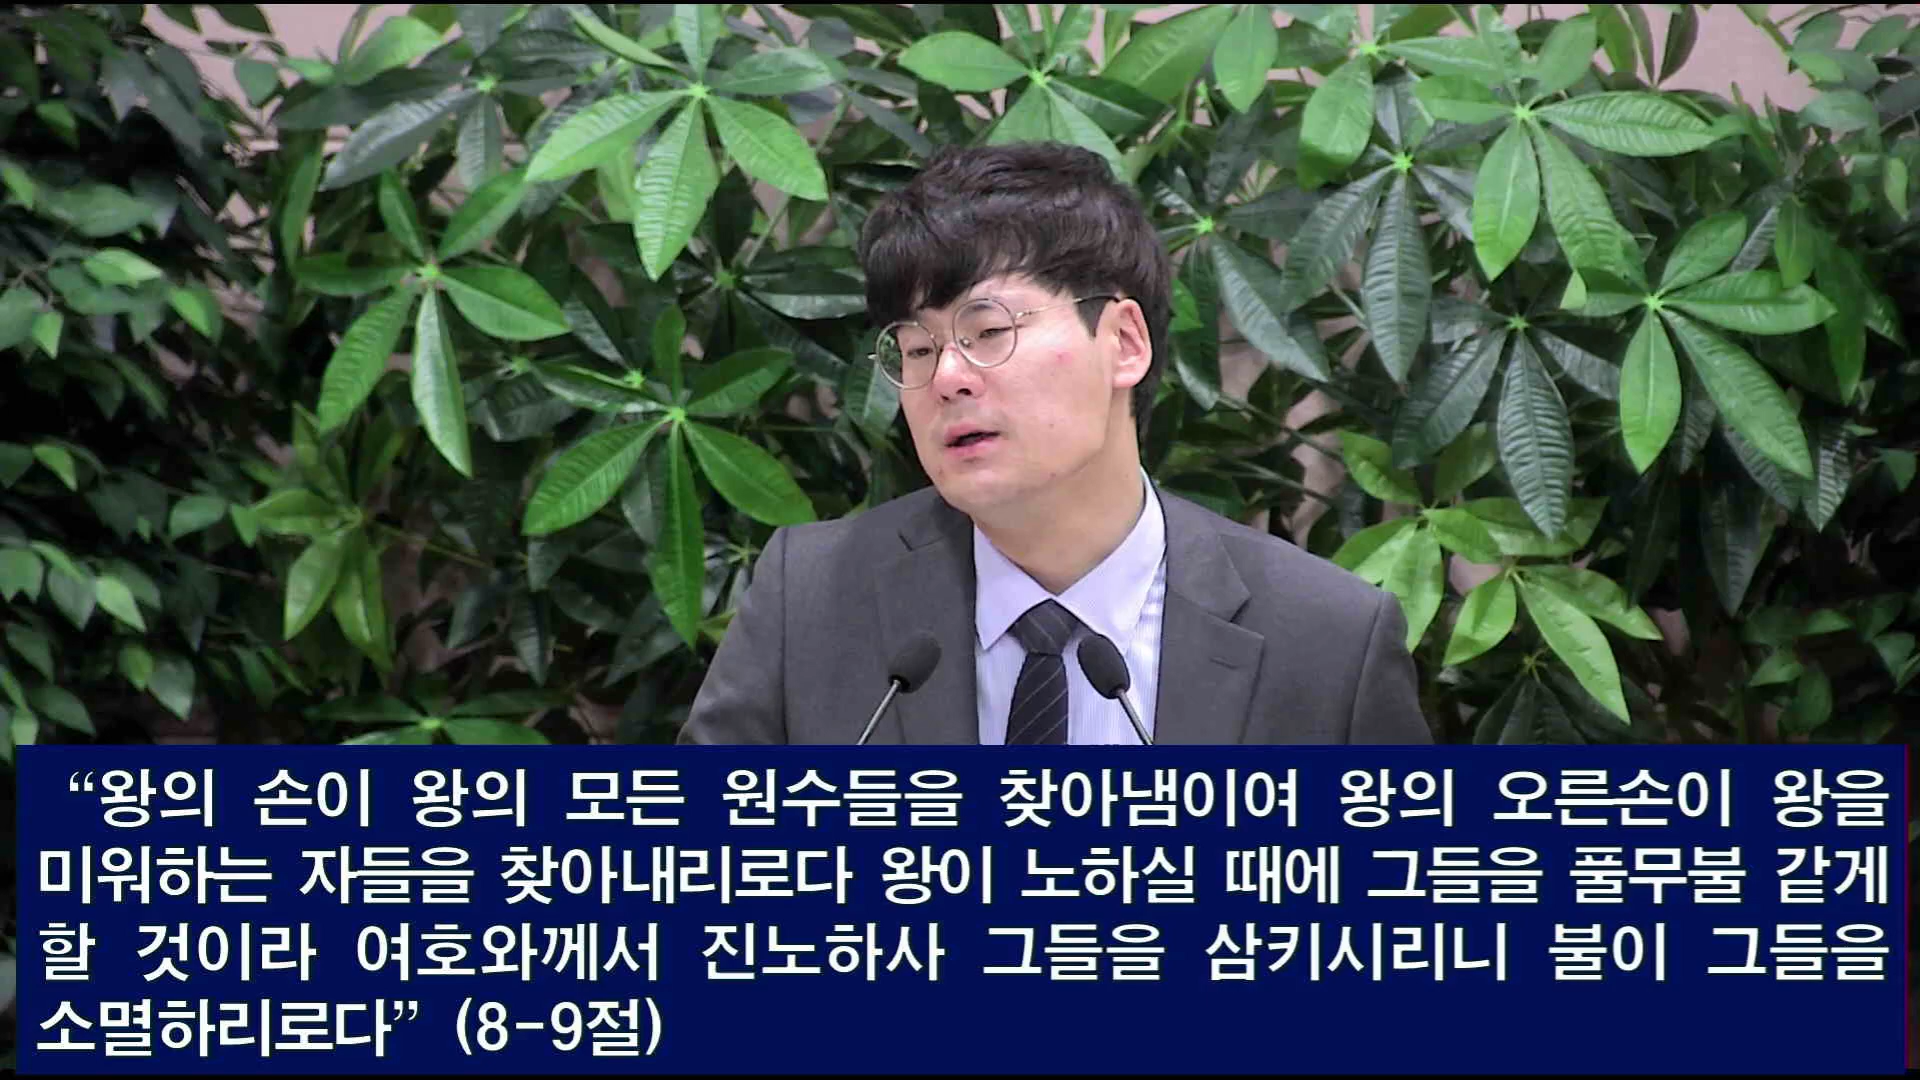 “왕의 손이 왕의 모든 원수들을 찾아냄이여 왕의 오른손이 왕을
미워하는 자들을 찾아내리로다 왕이 노하실 때에 그들을 풀무불 같게
할 것이라 여호와께서 진노하사 그들을 삼키시리니 불이 그들을
소멸하리로다” (8-9절)